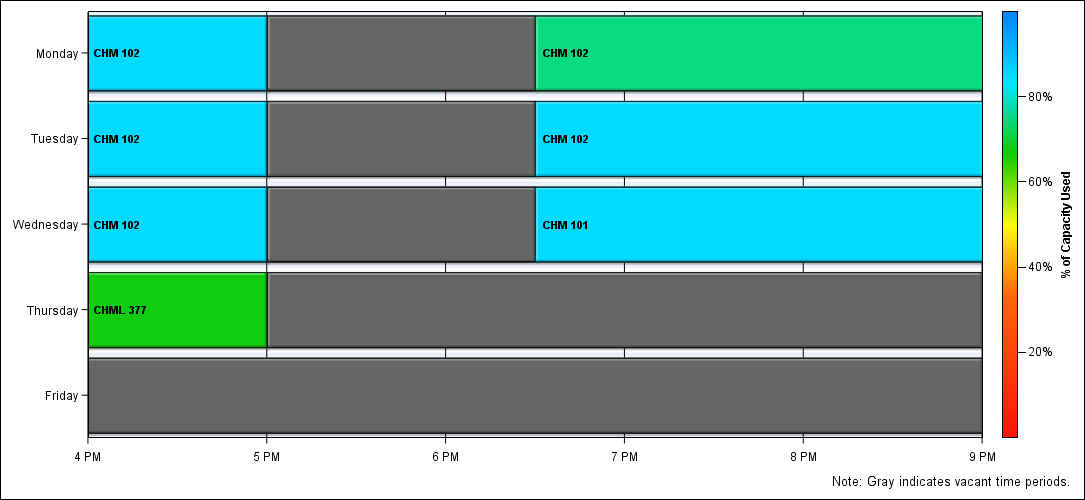 Monday
CHM 102
CHM 102
Tuesday
CHM 102
CHM 102
Wednesday
CHM 102
CHM 101
Thursday
CHML 377
Friday
4 PM
5 PM
6 PM
7 PM
8 PM
9 PM
80%
60%
40%
20%
% of Capacity Used
Note: Gray indicates vacant time periods.